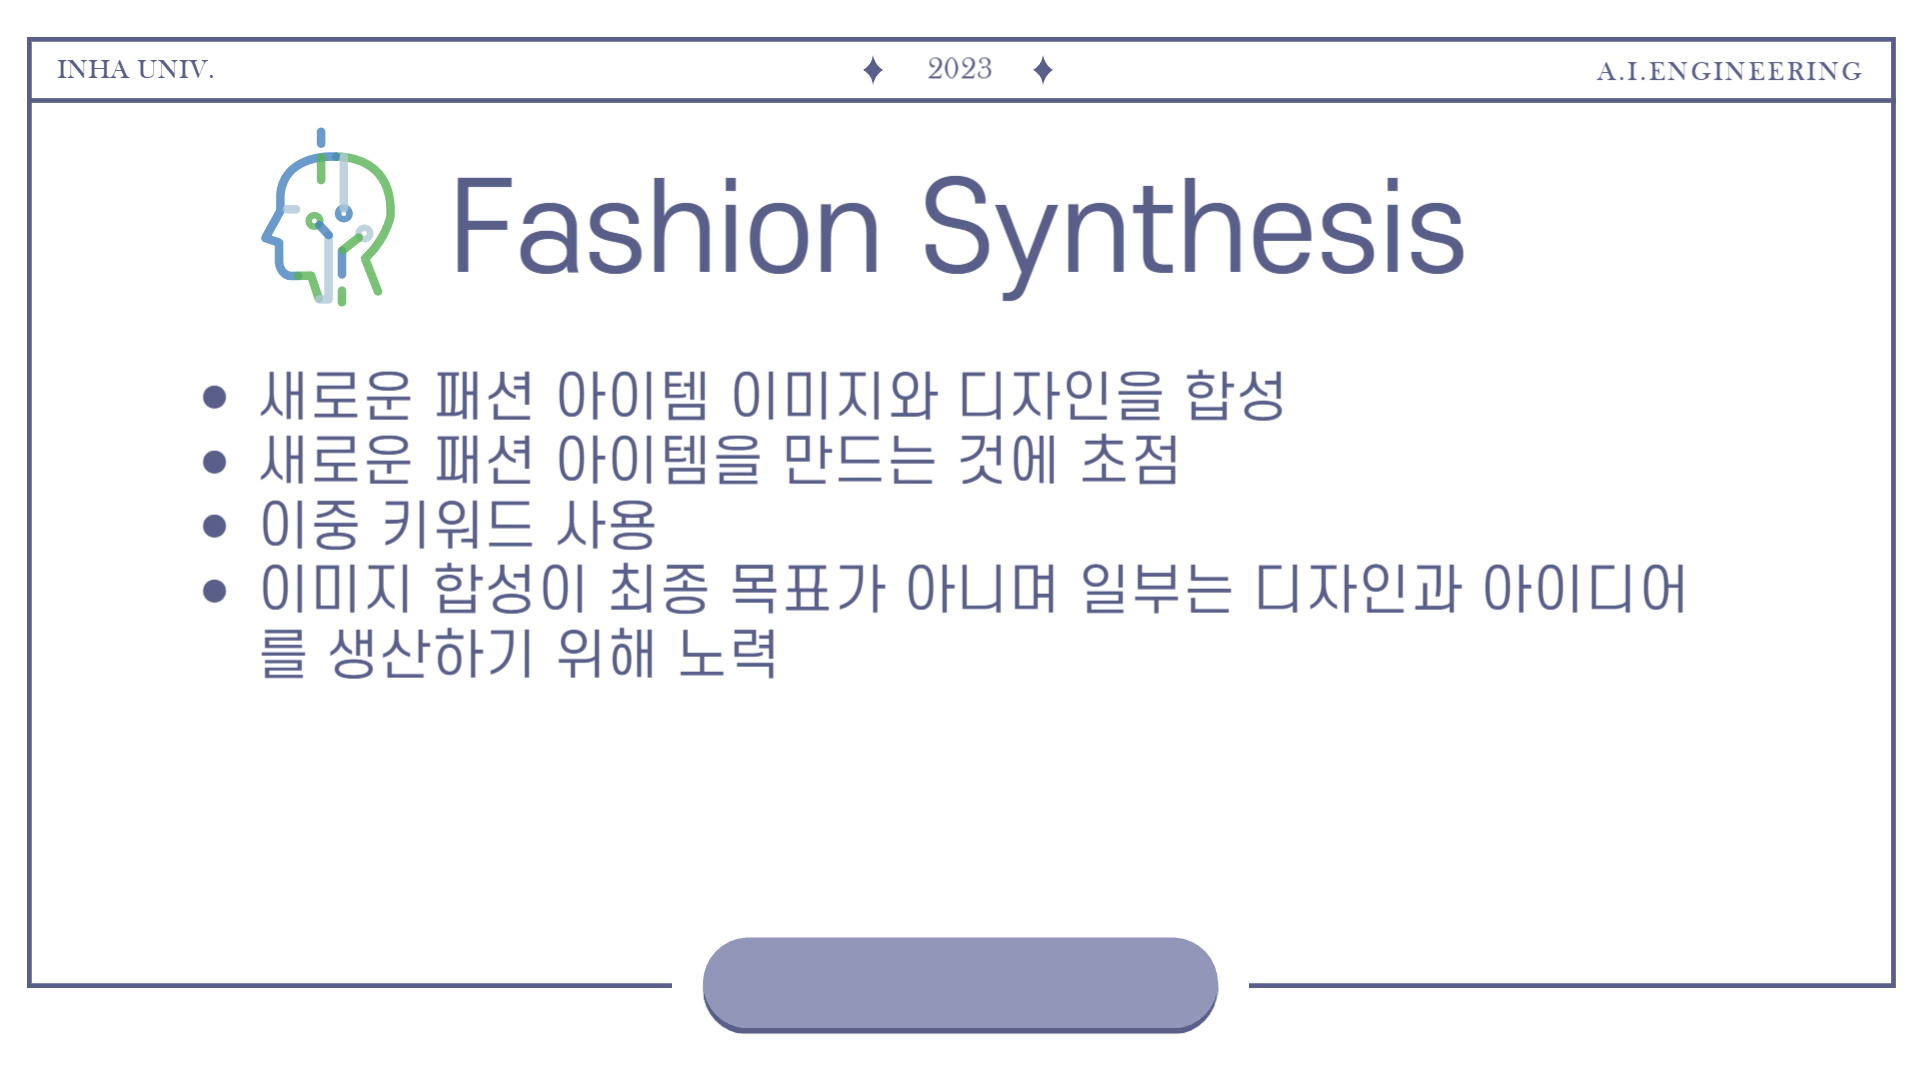 INHA UNIV.
2023
A.I.ENGINEERING
Fashion Synthesis
● 새로운 패션 아이템 이미지와 디자인을 합성
● 새로운 패션 아이템을 만드는 것에 초점
● 이중 키워드 사용
● 이미지 합성이 최종 목표가 아니며 일부는 디자인과 아이디어
를 생산하기 위해 노력